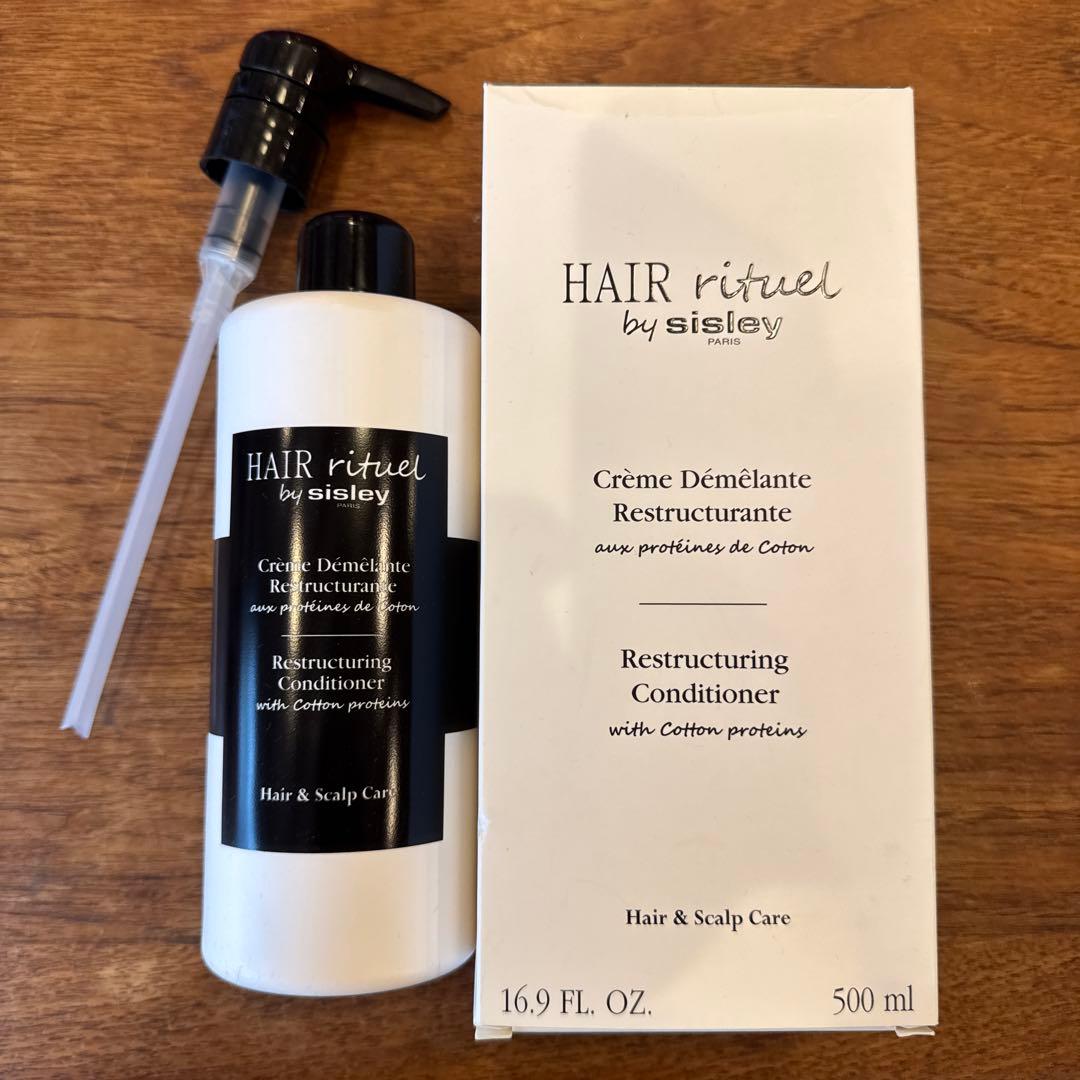 HAIR rituel
by sisley
PARIS
Crème Démêlante
Restructurante
aux protéines de Coton
Restructuring
Conditioner
with Cotton proteins
Hair & Scalp Care
HAIR rituel
by sisley
PARIS
Crème Démêlante
Restructurante
aux protéines de Coton
Restructuring
Conditioner
with Cotton proteins
Hair & Scalp Care
16.9 FL. OZ.
500 ml